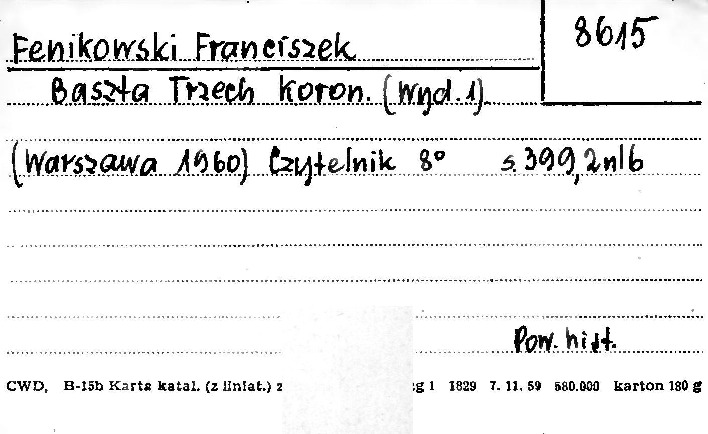 Fenikowski Franciszek
8615
Baszta Trzech Koron. (Wyd. 1)
(Warszawa 1960) Czytelnik 8° s. 399, 2nlb
Pow. hist.
CWD, B-15b Karta katal. (z liniat.) z g 1 1829 7. 11. 59 580.000 karton 180 g